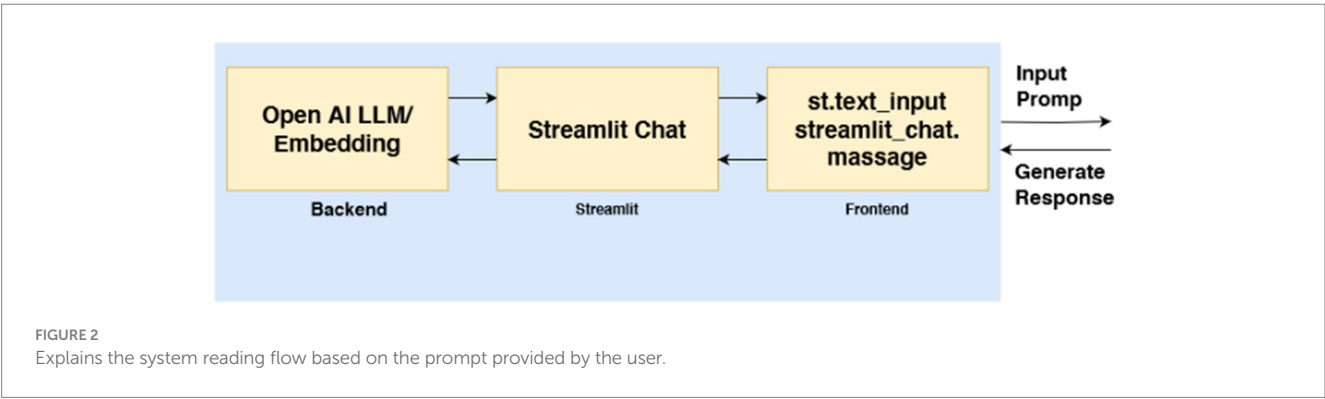 Open AI LLM/
Embedding
Backend
Streamlit Chat
Streamlit
st.text_input
streamlit_chat.
massage
Frontend
Input
Promp
Generate
Response
FIGURE 2
Explains the system reading flow based on the prompt provided by the user.